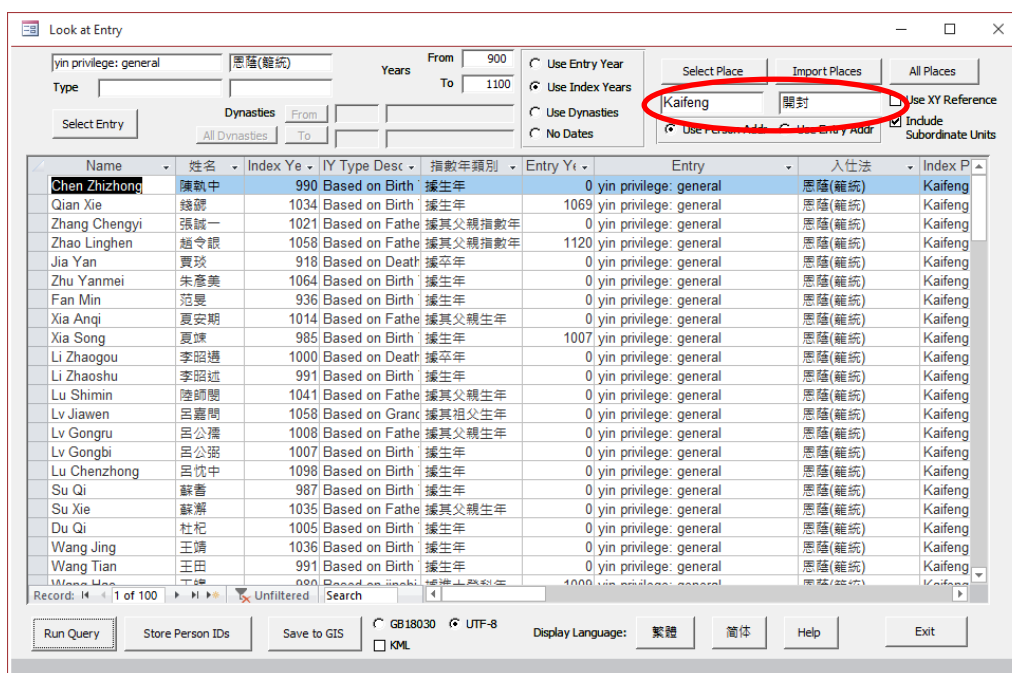 Look at Entry
yin privilege: general 恩蔭(籠統)
Type
Select Entry
Years From 900
To 1100
Dynasties From
All Dynasties To
Use Entry Year
Use Index Years
Use Dynasties
No Dates
Select Place Import Places All Places
Kaifeng 開封
Use Person Addr Use Entry Addr
Use XY Reference
Include Subordinate Units
Name 姓名 Index Ye IY Type Desc 指數年類別 Entry Ye Entry 入仕法 Index P
Chen Zhizhong 陳執中 990 Based on Birth 據生年 0 yin privilege: general 恩蔭(籠統) Kaifeng
Qian Xie 錢勰 1034 Based on Birth 據生年 1069 yin privilege: general 恩蔭(籠統) Kaifeng
Zhang Chengyi 張誠一 1021 Based on Fathe 據其父親指數年 0 yin privilege: general 恩蔭(籠統) Kaifeng
Zhao Linghen 趙令詪 1058 Based on Fathe 據其父親指數年 1120 yin privilege: general 恩蔭(籠統) Kaifeng
Jia Yan 賈琰 918 Based on Death 據卒年 0 yin privilege: general 恩蔭(籠統) Kaifeng
Zhu Yanmei 朱彥美 1064 Based on Birth 據生年 0 yin privilege: general 恩蔭(籠統) Kaifeng
Fan Min 范旻 936 Based on Birth 據生年 0 yin privilege: general 恩蔭(籠統) Kaifeng
Xia Anqi 夏安期 1014 Based on Fathe 據其父親生年 0 yin privilege: general 恩蔭(籠統) Kaifeng
Xia Song 夏竦 985 Based on Birth 據生年 1007 yin privilege: general 恩蔭(籠統) Kaifeng
Li Zhaogou 李昭遘 1000 Based on Death 據卒年 0 yin privilege: general 恩蔭(籠統) Kaifeng
Li Zhaoshu 李昭述 991 Based on Birth 據生年 0 yin privilege: general 恩蔭(籠統) Kaifeng
Lu Shimin 陸師閔 1041 Based on Fathe 據其父親生年 0 yin privilege: general 恩蔭(籠統) Kaifeng
Lv Jiawen 呂嘉問 1058 Based on Grand 據其祖父生年 0 yin privilege: general 恩蔭(籠統) Kaifeng
Lv Gongru 呂公孺 1008 Based on Fathe 據其父親生年 0 yin privilege: general 恩蔭(籠統) Kaifeng
Lv Gongbi 呂公弼 1007 Based on Birth 據生年 0 yin privilege: general 恩蔭(籠統) Kaifeng
Lu Chenzhong 呂忱中 1098 Based on Birth 據生年 0 yin privilege: general 恩蔭(籠統) Kaifeng
Su Qi 蘇耆 987 Based on Birth 據生年 0 yin privilege: general 恩蔭(籠統) Kaifeng
Su Xie 蘇澥 1035 Based on Fathe 據其父親生年 0 yin privilege: general 恩蔭(籠統) Kaifeng
Du Qi 杜杞 1005 Based on Birth 據生年 0 yin privilege: general 恩蔭(籠統) Kaifeng
Wang Jing 王靖 1036 Based on Birth 據生年 0 yin privilege: general 恩蔭(籠統) Kaifeng
Wang Tian 王田 991 Based on Birth 據生年 0 yin privilege: general 恩蔭(籠統) Kaifeng
Record: 1 of 100 Unfiltered Search
Run Query Store Person IDs Save to GIS GB18030 UTF-8 Display Language: 繁體 简体 Help Exit
KML